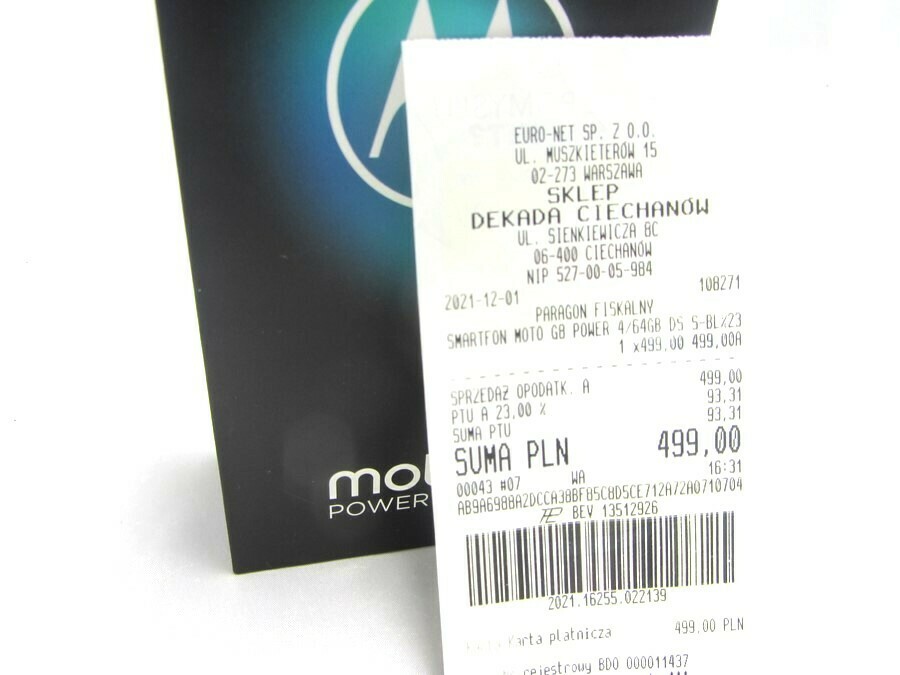 EURO-NET SP. Z O.O.
UL. MUSZKIETERÓW 15
02-273 WARSZAWA
SKLEP
DEKADA CIECHANÓW
UL. SIENKIEWICZA 8C
06-400 CIECHANÓW
NIP 527-00-05-984
2021-12-01 108271
PARAGON FISKALNY
SMARTFON MOTO G8 POWER 4/64GB DS S-BL%23
1 x499.00 499,00A
SPRZEDAŻ OPODATK. A 499,00
PTU A 23,00 % 93,31
SUMA PTU 93,31
SUMA PLN 499,00
00043 #07 WA 16:31
AB9A6988A2DCCA38BF85C8D5CE712A72A0710704
BEV 13512926
2021.16255.022139
Karta płatnicza 499,00 PLN
rejestrowy BDO 000011437
POWER